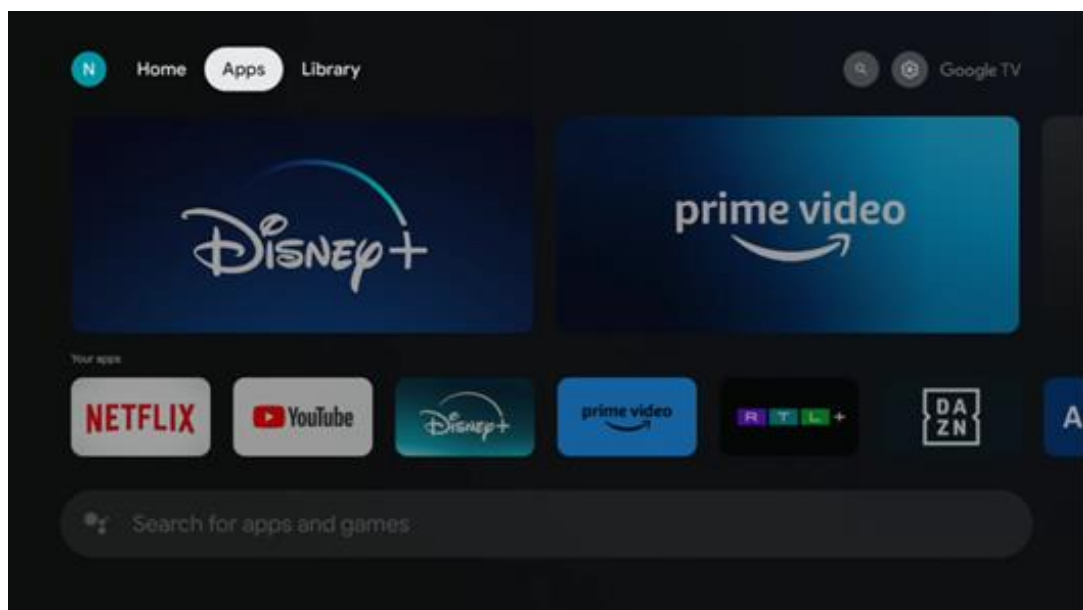 N Home Apps Library Google TV
Disney+ prime video
Your apps
NETFLIX YouTube Disney+ prime video RTL+ DAZN A
Search for apps and games